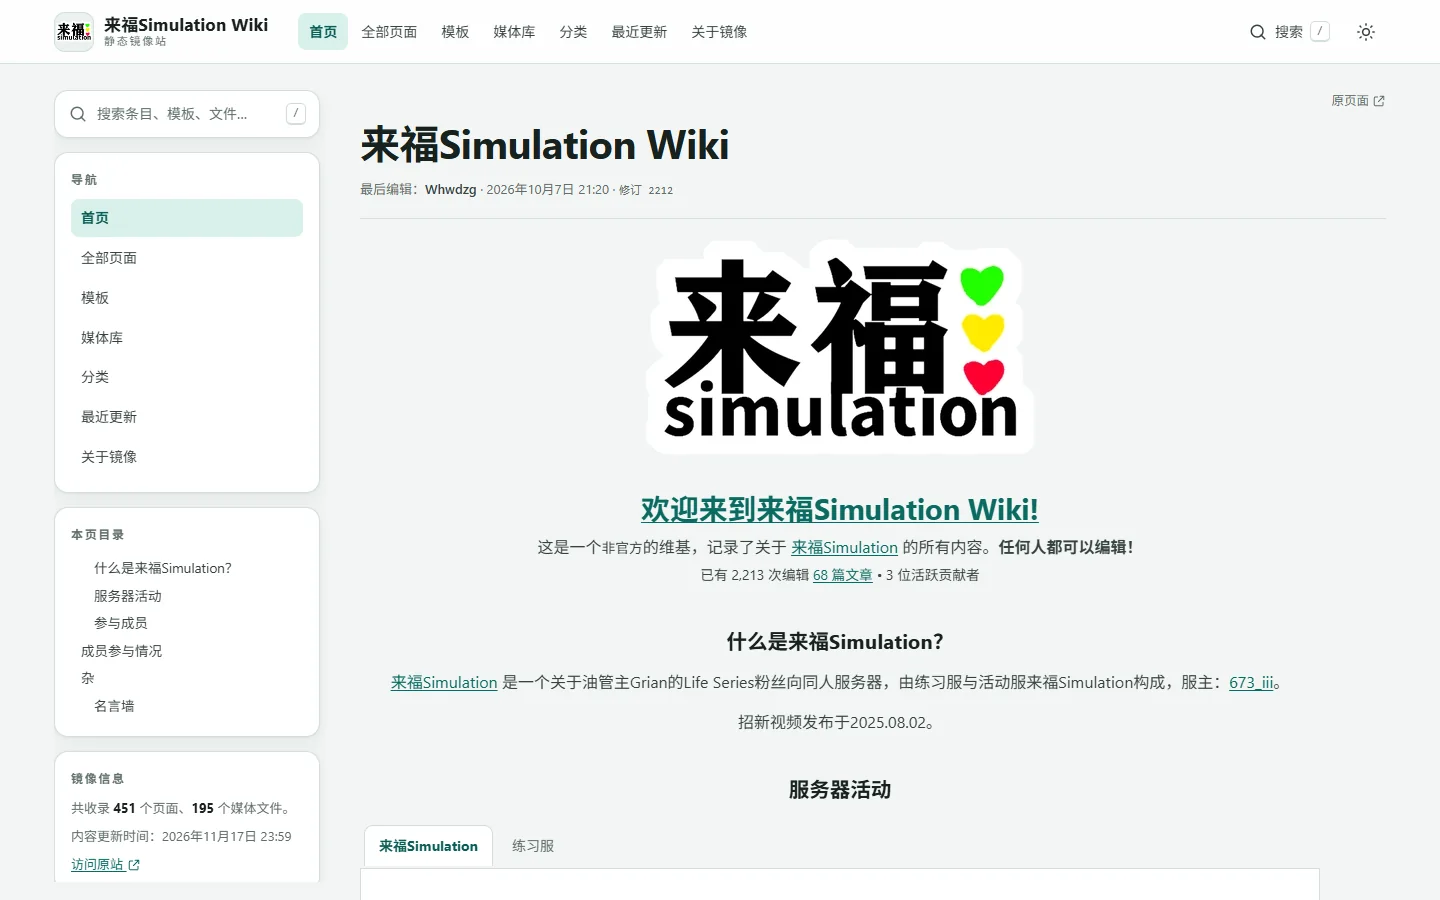 来福
simulation
来福Simulation Wiki
静态镜像站
首页
全部页面
模板
媒体库
分类
最近更新
关于镜像
搜索
/
搜索条目、模板、文件...
/
导航
首页
全部页面
模板
媒体库
分类
最近更新
关于镜像
本页目录
什么是来福Simulation？
服务器活动
参与成员
成员参与情况
杂
名言墙
镜像信息
共收录 451 个页面、195 个媒体文件。
内容更新时间：2026年11月17日 23:59
访问原站
原页面
来福Simulation Wiki
最后编辑：Whwdzg · 2026年10月7日 21:20 · 修订 2212
来福
simulation
欢迎来到来福Simulation Wiki!
这是一个非官方的维基，记录了关于 来福Simulation 的所有内容。任何人都可以编辑！
已有 2,213 次编辑 68 篇文章 • 3 位活跃贡献者
什么是来福Simulation？
来福Simulation 是一个关于油管主Grian的Life Series粉丝向同人服务器，由练习服与活动服来福Simulation构成，服主：673_iii。
招新视频发布于2025.08.02。
服务器活动
来福Simulation
练习服